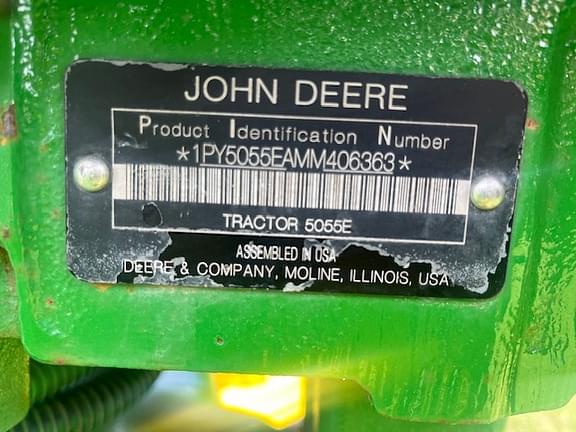 JOHN DEERE
Product Identification Number
*1PY5055EAMM406363*
TRACTOR 5055E
ASSEMBLED IN USA
DEERE & COMPANY, MOLINE, ILLINOIS, USA